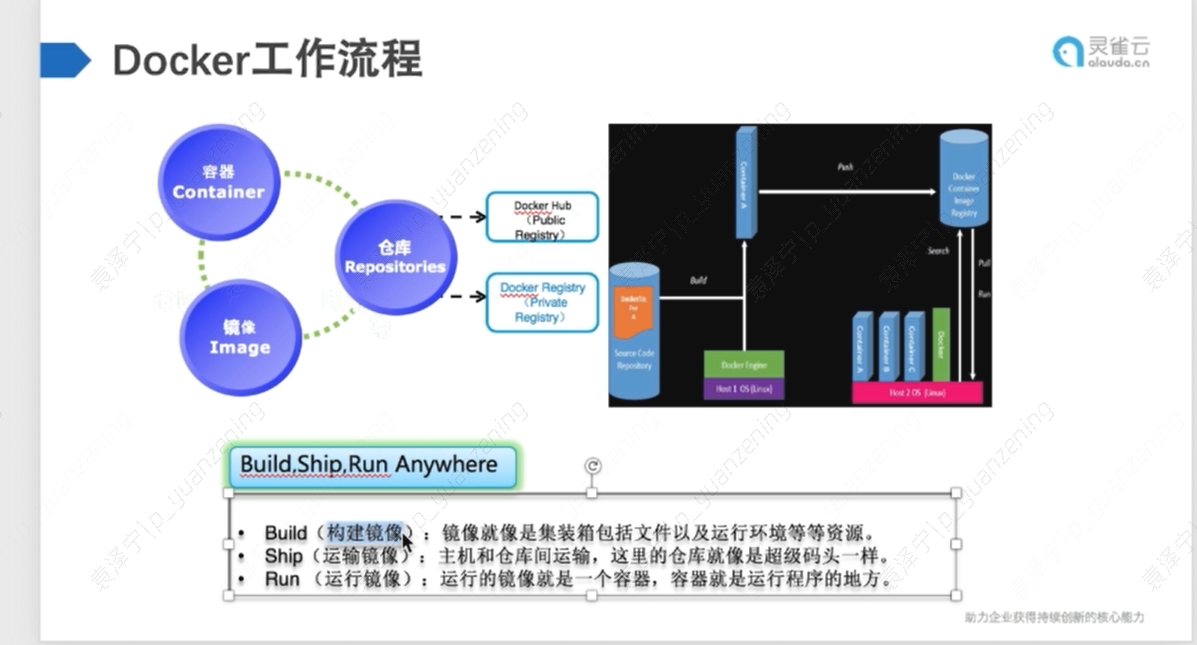 Docker工作流程
灵雀云
alauda.cn
容器
Container
仓库
Repositories
镜像
Image
Docker Hub
（Public
Registry）
Docker Registry
（Private
Registry）
Container A
Push
Docker
Container
Image
Registry
Search
Pull
Run
Build
Dockerfile
For
A
Source Code
Repository
Docker Engine
Host 1 OS (Linux)
Container A
Container B
Container C
Docker
Host 2 OS (Linux)
Build,Ship,Run Anywhere
• Build（构建镜像）：镜像就像是集装箱包括文件以及运行环境等等资源。
• Ship（运输镜像）：主机和仓库间运输，这里的仓库就像是超级码头一样。
• Run （运行镜像）：运行的镜像就是一个容器，容器就是运行程序的地方。
助力企业获得持续创新的核心能力
袁泽宁|p_yuanzening